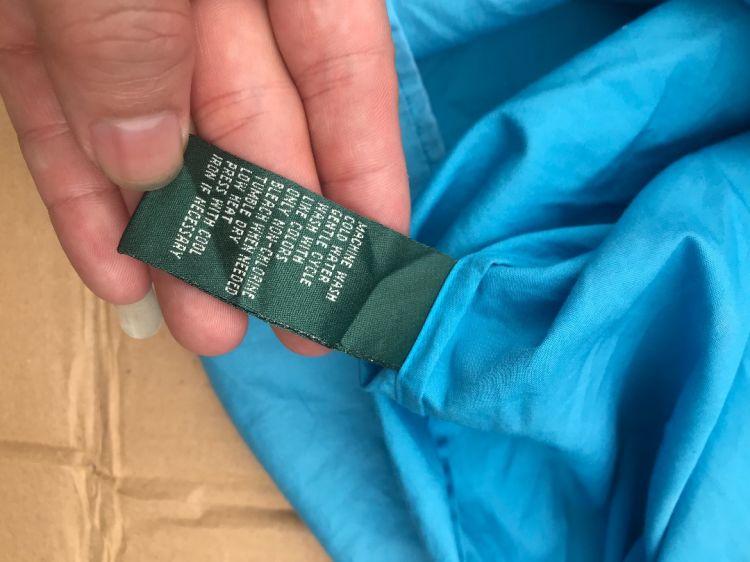 MACHINE WASH
COLD WATER
GENTLE CYCLE
WASH WITH
LIKE COLORS
ONLY NON-CHLORINE
BLEACH WHEN NEEDED
TUMBLE DRY
LOW HEAT
PRESS WITH COOL
IRON IF NECESSARY